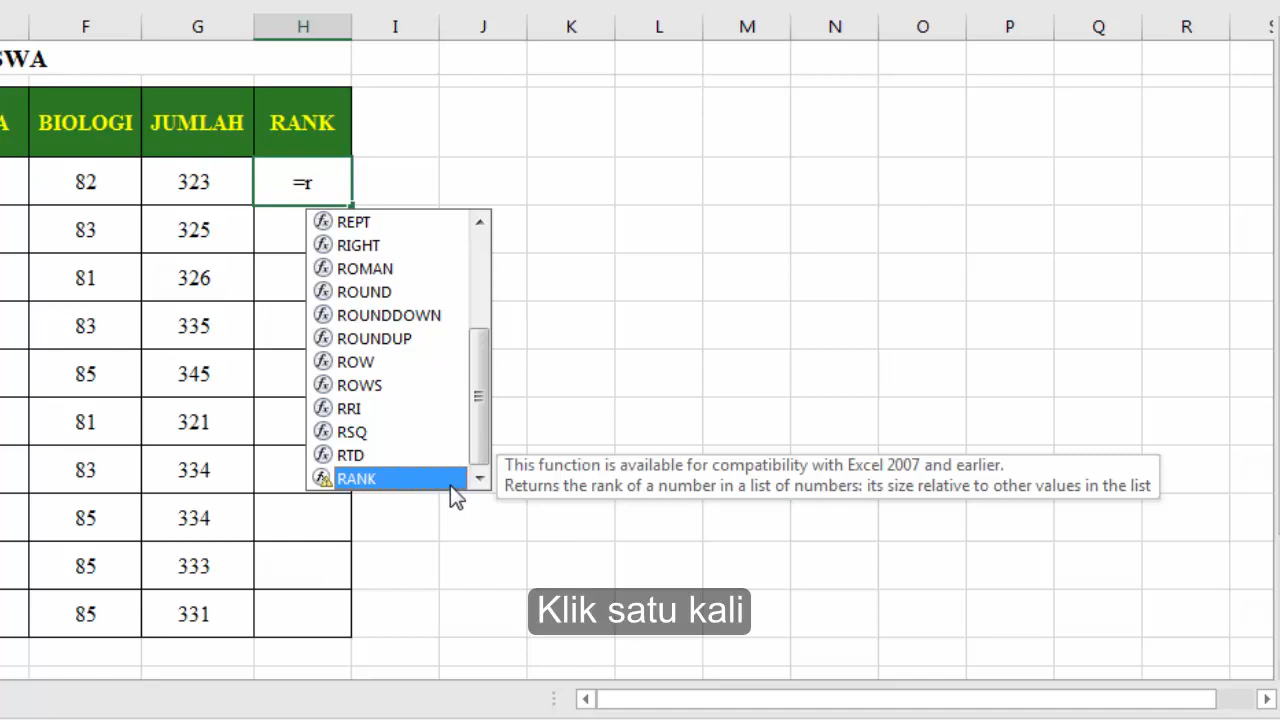 F G H I J K L M N O P Q R S
SWA
A BIOLOGI JUMLAH RANK
82 323 =r
83 325
81 326
83 335
85 345
81 321
83 334
85 334
85 333
85 331
REPT
RIGHT
ROMAN
ROUND
ROUNDDOWN
ROUNDUP
ROW
ROWS
RRI
RSQ
RTD
RANK
This function is available for compatibility with Excel 2007 and earlier.
Returns the rank of a number in a list of numbers: its size relative to other values in the list
Klik satu kali